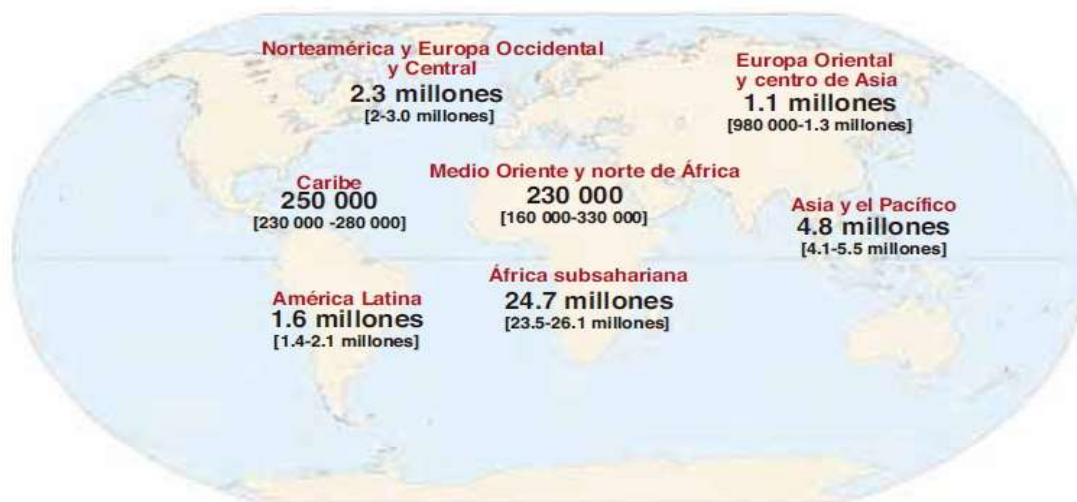 Norteamérica y Europa Occidental
y Central
2.3 millones
[2-3.0 millones]
Europa Oriental
y centro de Asia
1.1 millones
[980 000-1.3 millones]
Caribe
250 000
[230 000 -280 000]
Medio Oriente y norte de África
230 000
[160 000-330 000]
Asia y el Pacífico
4.8 millones
[4.1-5.5 millones]
América Latina
1.6 millones
[1.4-2.1 millones]
África subsahariana
24.7 millones
[23.5-26.1 millones]